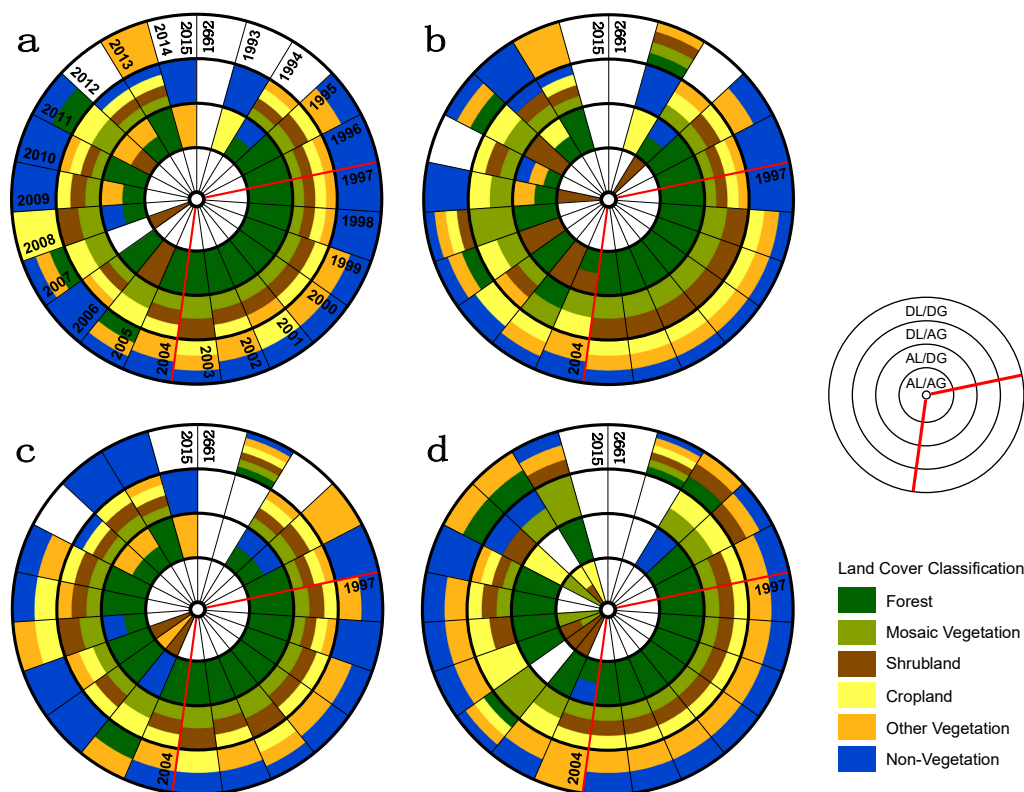 a
1992
1993
1994
1995
1996
1997
1998
1999
2000
2001
2002
2003
2004
2005
2006
2007
2008
2009
2010
2011
2012
2013
2014
2015
b
1992
1997
2004
2015
c
1992
1997
2004
2015
d
1992
1997
2004
2015
DL/DG
DL/AG
AL/DG
AL/AG
Land Cover Classification
Forest
Mosaic Vegetation
Shrubland
Cropland
Other Vegetation
Non-Vegetation